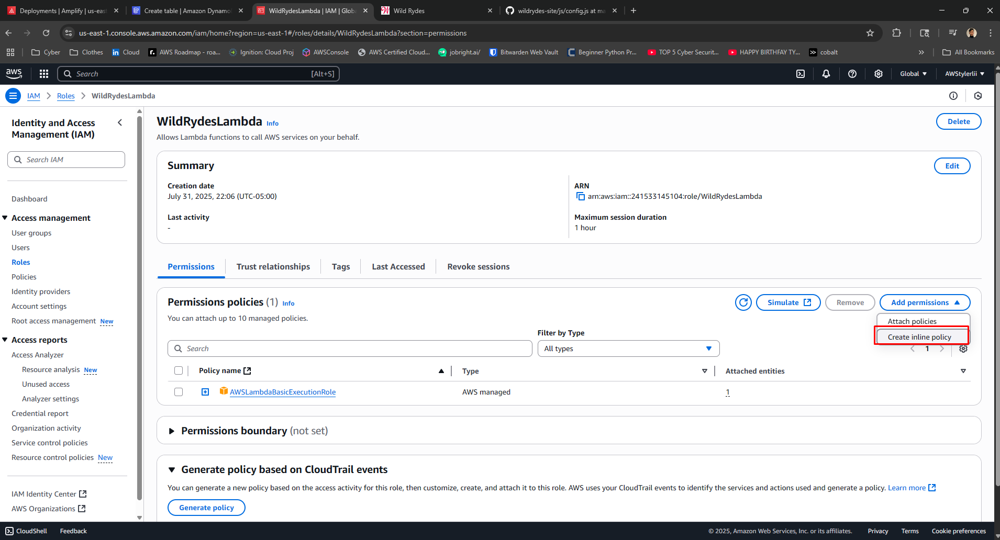 Deployments | Amplify | us-eas
Create table | Amazon Dynamo
WildRydesLambda | IAM | Globa
Wild Rydes
wildrydes-site/js/config.js at ma
us-east-1.console.aws.amazon.com/iam/home?region=us-east-1#/roles/details/WildRydesLambda?section=permissions
Cyber
Clothes
Cloud
AWS Roadmap - roa...
Ignition: Cloud Proj
AWSConsole
AWS Certified Cloud...
jobright.ai/
Bitwarden Web Vault
Beginner Python Pr...
TOP 5 Cyber Securit...
HAPPY BIRTHFAY TY...
cobalt
All Bookmarks
aws
Search
[Alt+S]
Global
AWStylerlii
IAM
Roles
WildRydesLambda
Identity and Access
Management (IAM)
Search IAM
Dashboard
Access management
User groups
Users
Roles
Policies
Identity providers
Account settings
Root access management New
Access reports
Access Analyzer
Resource analysis New
Unused access
Analyzer settings
Credential report
Organization activity
Service control policies
Resource control policies New
IAM Identity Center
AWS Organizations
WildRydesLambda Info
Delete
Allows Lambda functions to call AWS services on your behalf.
Summary
Edit
Creation date
July 31, 2025, 22:06 (UTC-05:00)
ARN
arn:aws:iam::241533145104:role/WildRydesLambda
Last activity
-
Maximum session duration
1 hour
Permissions
Trust relationships
Tags
Last Accessed
Revoke sessions
Permissions policies (1) Info
Simulate
Remove
Add permissions
You can attach up to 10 managed policies.
Attach policies
Create inline policy
Filter by Type
Search
All types
1
Policy name
Type
Attached entities
AWSLambdaBasicExecutionRole
AWS managed
1
Permissions boundary (not set)
Generate policy based on CloudTrail events
You can generate a new policy based on the access activity for this role, then customize, create, and attach it to this role. AWS uses your CloudTrail events to identify the services and actions used and generate a policy. Learn more
Generate policy
CloudShell
Feedback
© 2025, Amazon Web Services, Inc. or its affiliates.
Privacy
Terms
Cookie preferences